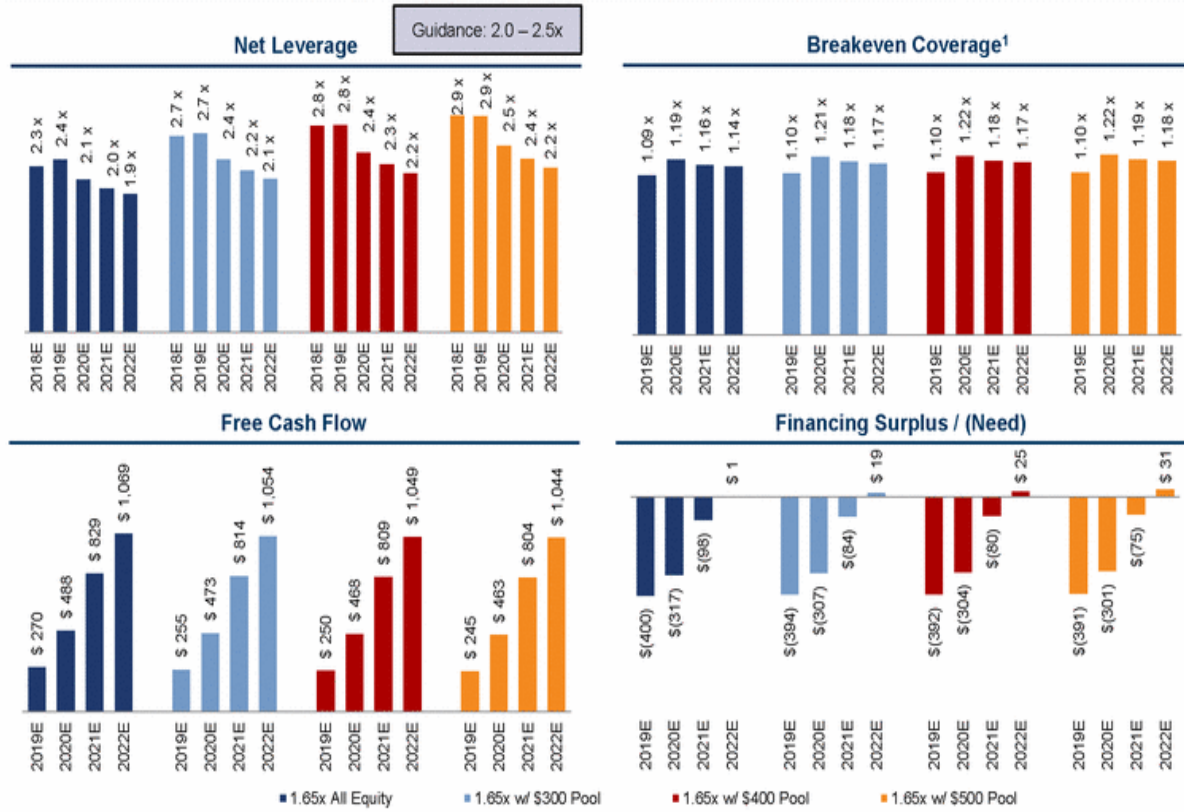 Guidance: 2.0 – 2.5x
Net Leverage
2.3 x 2.4 x 2.1 x 2.0 x 1.9 x 2.7 x 2.7 x 2.4 x 2.2 x 2.1 x 2.8 x 2.8 x 2.4 x 2.3 x 2.2 x 2.9 x 2.9 x 2.5 x 2.4 x 2.2 x
2018E 2019E 2020E 2021E 2022E 2018E 2019E 2020E 2021E 2022E 2018E 2019E 2020E 2021E 2022E 2018E 2019E 2020E 2021E 2022E
Breakeven Coverage¹
1.09 x 1.19 x 1.16 x 1.14 x 1.10 x 1.21 x 1.18 x 1.17 x 1.10 x 1.22 x 1.18 x 1.17 x 1.10 x 1.22 x 1.19 x 1.18 x
2019E 2020E 2021E 2022E 2019E 2020E 2021E 2022E 2019E 2020E 2021E 2022E 2019E 2020E 2021E 2022E
Free Cash Flow
$ 270 $ 488 $ 829 $ 1,069 $ 255 $ 473 $ 814 $ 1,054 $ 250 $ 468 $ 809 $ 1,049 $ 245 $ 463 $ 804 $ 1,044
2019E 2020E 2021E 2022E 2019E 2020E 2021E 2022E 2019E 2020E 2021E 2022E 2019E 2020E 2021E 2022E
Financing Surplus / (Need)
$(400) $(317) $(98) $ 1 $(394) $(307) $(84) $ 19 $(392) $(304) $(80) $ 25 $(391) $(301) $(75) $ 31
2019E 2020E 2021E 2022E 2019E 2020E 2021E 2022E 2019E 2020E 2021E 2022E 2019E 2020E 2021E 2022E
1.65x All Equity 1.65x w/ $300 Pool 1.65x w/ $400 Pool 1.65x w/ $500 Pool